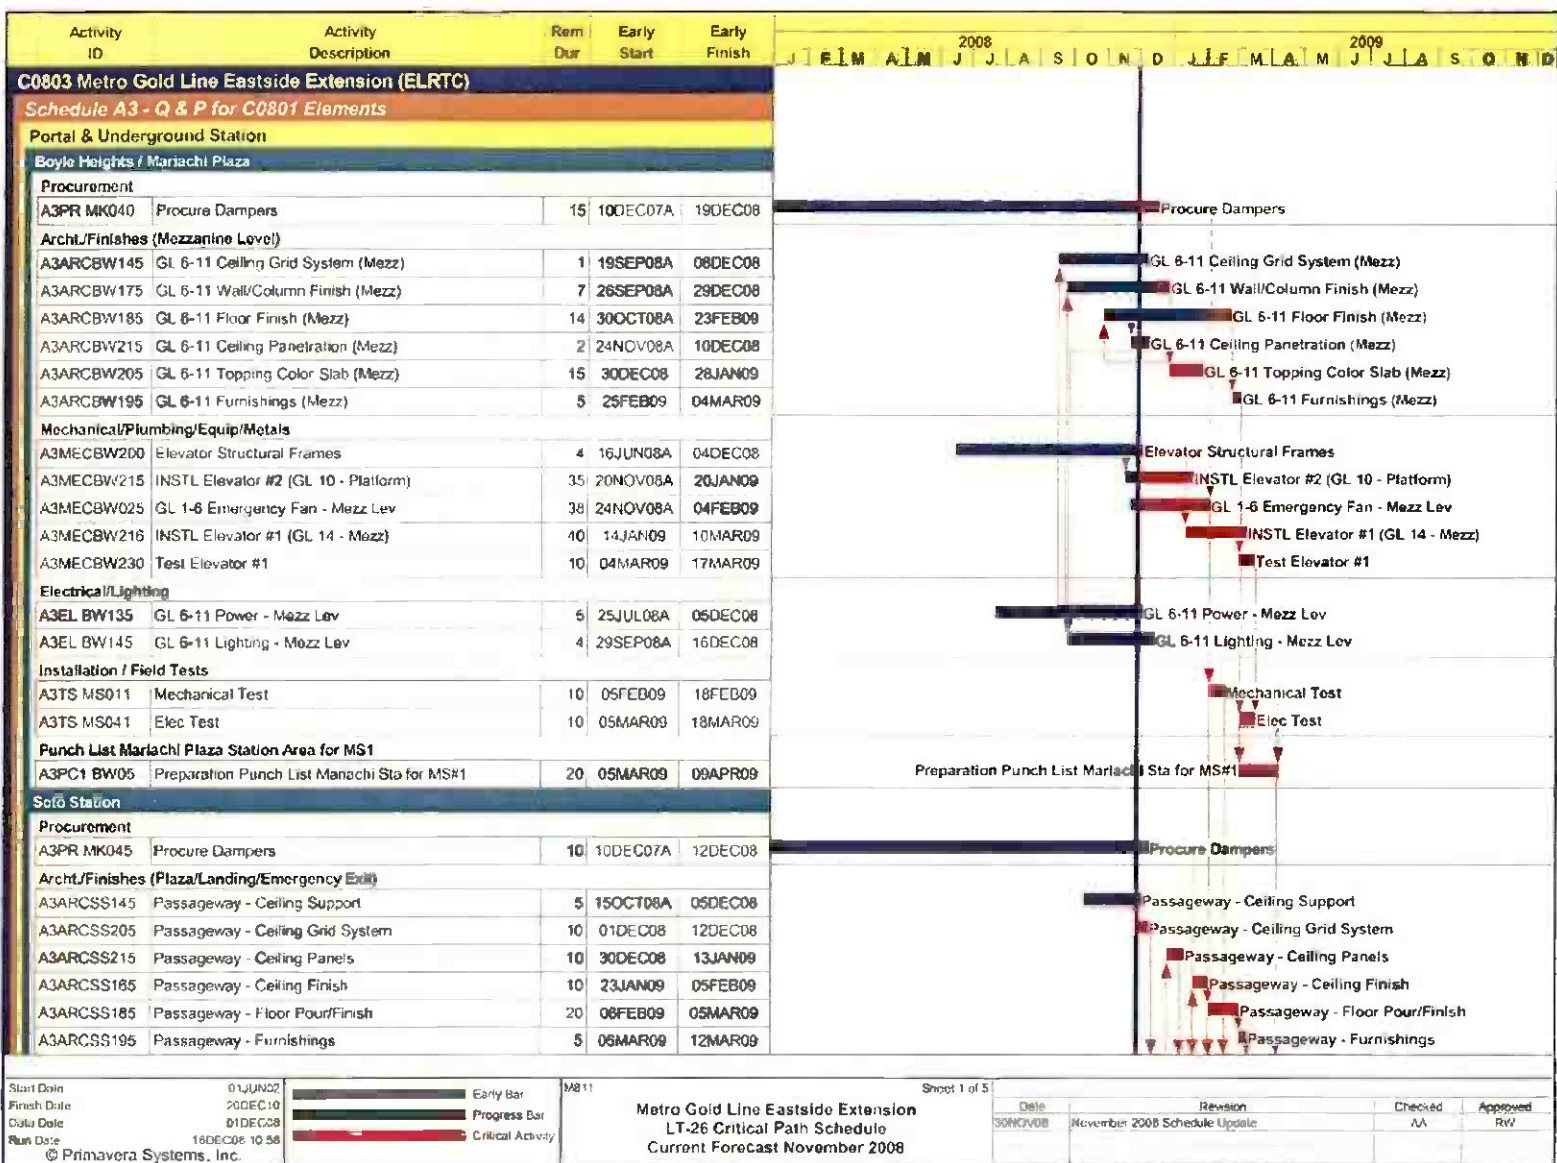 Activity ID Activity Description Rem Dur Early Start Early Finish
2008 2009
J F M A M J J A S O N D J F M A M J J A S O N D
C0803 Metro Gold Line Eastside Extension (ELRTC)
Schedule A3 - Q & P for C0801 Elements
Portal & Underground Station
Boyle Heights / Mariachi Plaza
Procurement
A3PR MK040 Procure Dampers 15 10DEC07A 19DEC08 Procure Dampers
Archt./Finishes (Mezzanine Level)
A3ARCBW145 GL 6-11 Ceiling Grid System (Mezz) 1 19SEP08A 08DEC08 GL 6-11 Ceiling Grid System (Mezz)
A3ARCBW175 GL 6-11 Wall/Column Finish (Mezz) 7 26SEP08A 29DEC08 GL 6-11 Wall/Column Finish (Mezz)
A3ARCBW185 GL 6-11 Floor Finish (Mezz) 14 30OCT08A 23FEB09 GL 6-11 Floor Finish (Mezz)
A3ARCBW215 GL 6-11 Ceiling Panetration (Mezz) 2 24NOV08A 10DEC08 GL 6-11 Ceiling Panetration (Mezz)
A3ARCBW205 GL 6-11 Topping Color Slab (Mezz) 15 30DEC08 28JAN09 GL 6-11 Topping Color Slab (Mezz)
A3ARCBW195 GL 6-11 Furnishings (Mezz) 5 25FEB09 04MAR09 GL 6-11 Furnishings (Mezz)
Mechanical/Plumbing/Equip/Metals
A3MECBW200 Elevator Structural Frames 4 16JUN08A 04DEC08 Elevator Structural Frames
A3MECBW215 INSTL Elevator #2 (GL 10 - Platform) 35 20NOV08A 20JAN09 INSTL Elevator #2 (GL 10 - Platform)
A3MECBW025 GL 1-6 Emergency Fan - Mezz Lev 38 24NOV08A 04FEB09 GL 1-6 Emergency Fan - Mezz Lev
A3MECBW216 INSTL Elevator #1 (GL 14 - Mezz) 40 14JAN09 10MAR09 INSTL Elevator #1 (GL 14 - Mezz)
A3MECBW230 Test Elevator #1 10 04MAR09 17MAR09 Test Elevator #1
Electrical/Lighting
A3EL BW135 GL 6-11 Power - Mezz Lev 5 25JUL08A 05DEC08 GL 6-11 Power - Mezz Lev
A3EL BW145 GL 6-11 Lighting - Mezz Lev 4 29SEP08A 16DEC08 GL 6-11 Lighting - Mezz Lev
Installation / Field Tests
A3TS MS011 Mechanical Test 10 05FEB09 18FEB09 Mechanical Test
A3TS MS041 Elec Test 10 05MAR09 18MAR09 Elec Test
Punch List Mariachi Plaza Station Area for MS1
A3PC1 BW05 Preparation Punch List Mariachi Sta for MS#1 20 05MAR09 09APR09 Preparation Punch List Mariachi Sta for MS#1
Soto Station
Procurement
A3PR MK045 Procure Dampers 10 10DEC07A 12DEC08 Procure Dampers
Archt./Finishes (Plaza/Landing/Emergency Exit)
A3ARCSS145 Passageway - Ceiling Support 5 15OCT08A 05DEC08 Passageway - Ceiling Support
A3ARCSS205 Passageway - Ceiling Grid System 10 01DEC08 12DEC08 Passageway - Ceiling Grid System
A3ARCSS215 Passageway - Ceiling Panels 10 30DEC08 13JAN09 Passageway - Ceiling Panels
A3ARCSS165 Passageway - Ceiling Finish 10 23JAN09 05FEB09 Passageway - Ceiling Finish
A3ARCSS185 Passageway - Floor Pour/Finish 20 06FEB09 05MAR09 Passageway - Floor Pour/Finish
A3ARCSS195 Passageway - Furnishings 5 06MAR09 12MAR09 Passageway - Furnishings
Start Date 01JUN02
Finish Date 20DEC10
Data Date 01DEC08
Run Date 16DEC08 10:58
© Primavera Systems, Inc.
Early Bar
Progress Bar
Critical Activity
M811
Sheet 1 of 5
Metro Gold Line Eastside Extension
LT-26 Critical Path Schedule
Current Forecast November 2008
Date Revision Checked Approved
30NOV08 November 2008 Schedule Update AA RW